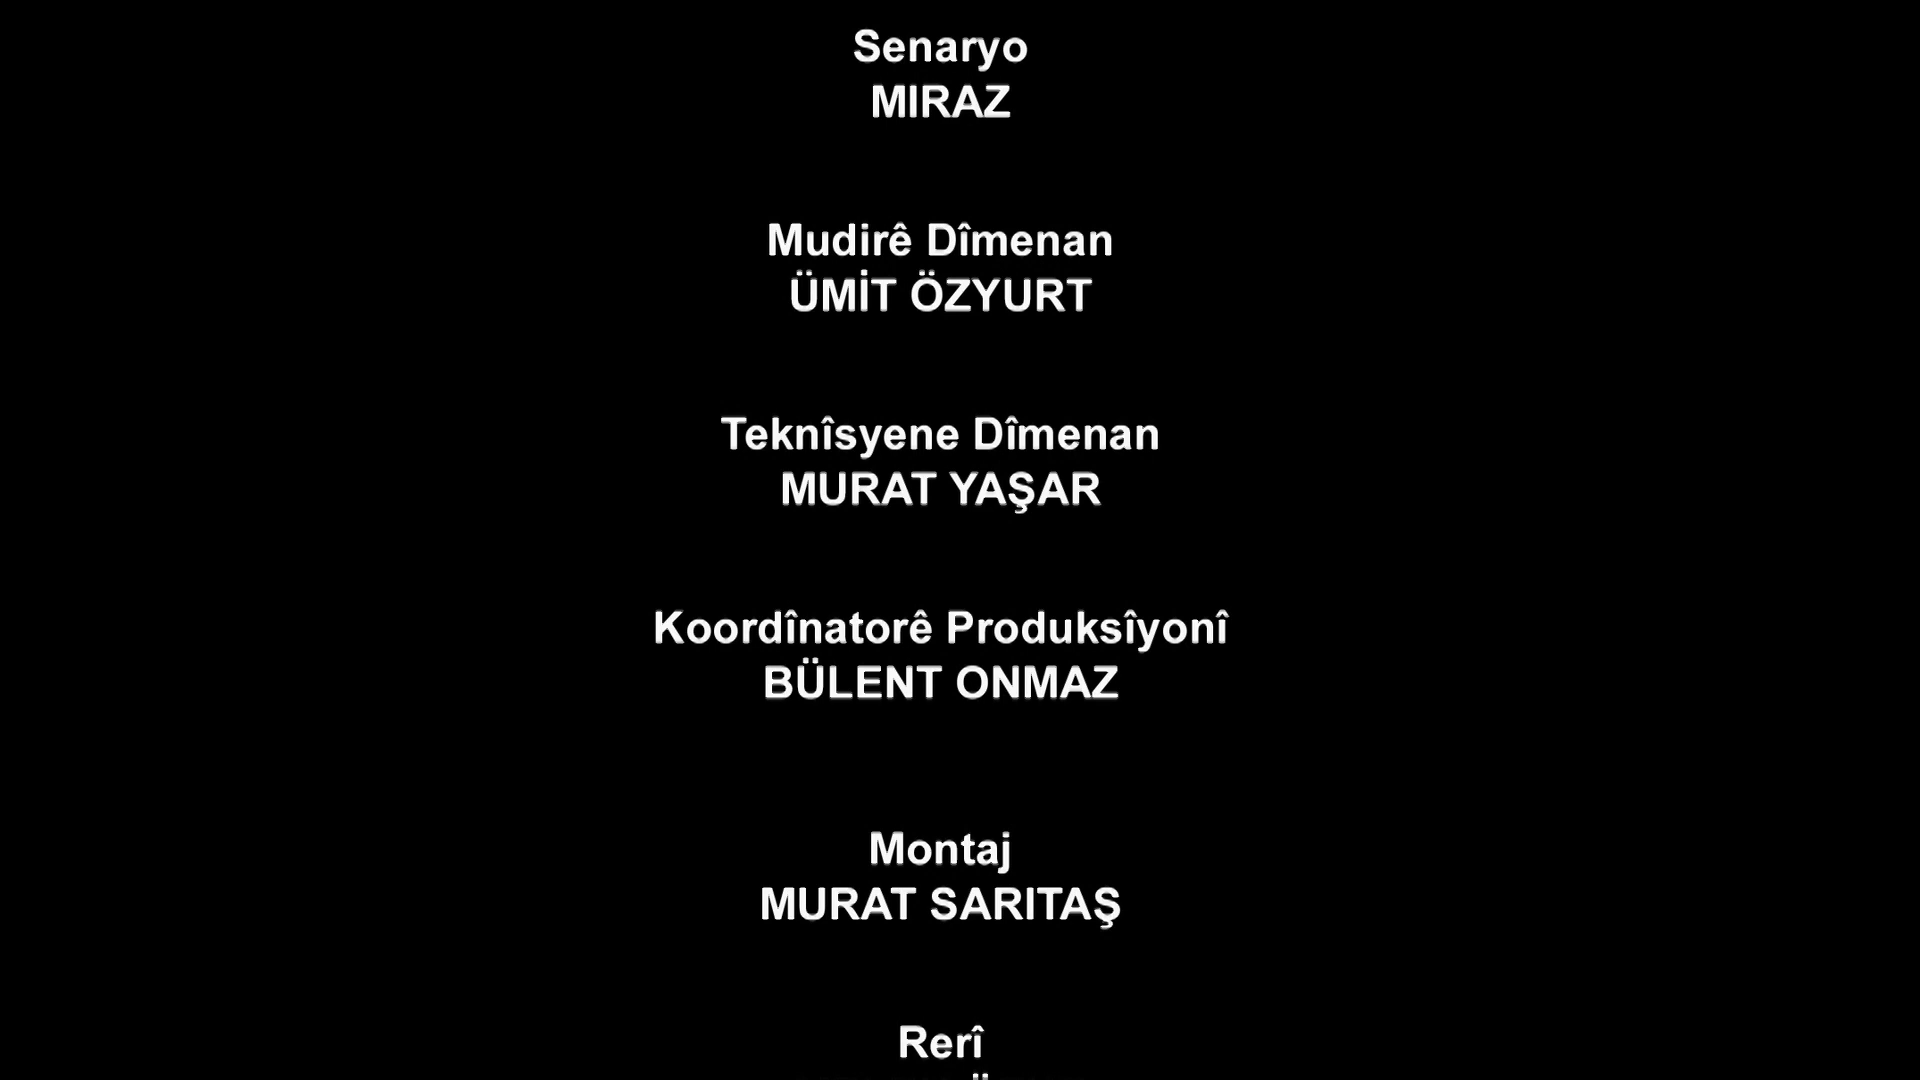 Senaryo
MIRAZ
Mudirê Dîmenan
ÜMİT ÖZYURT
Teknîsyene Dîmenan
MURAT YAŞAR
Koordînatorê Produksîyonî
BÜLENT ONMAZ
Montaj
MURAT SARITAŞ
Rerî